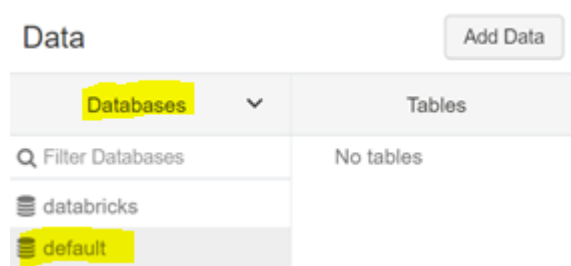 Data
Add Data
Databases
Tables
Filter Databases
No tables
databricks
default